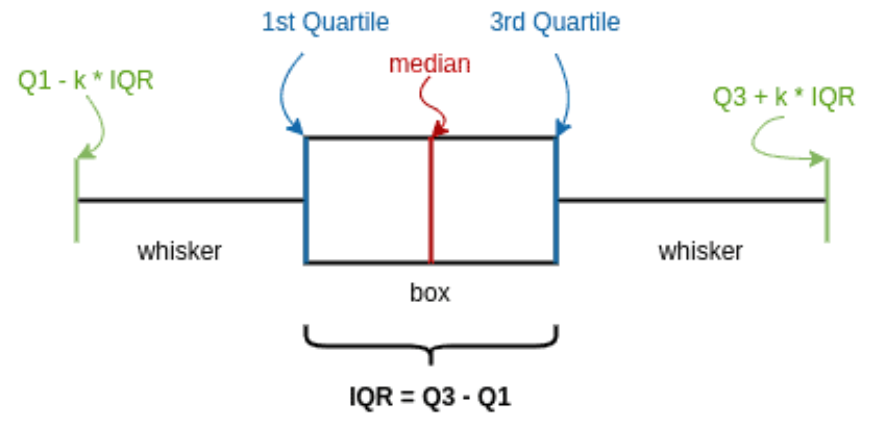 1st Quartile
3rd Quartile
median
Q1 - k * IQR
Q3 + k * IQR
whisker
whisker
box
IQR = Q3 - Q1